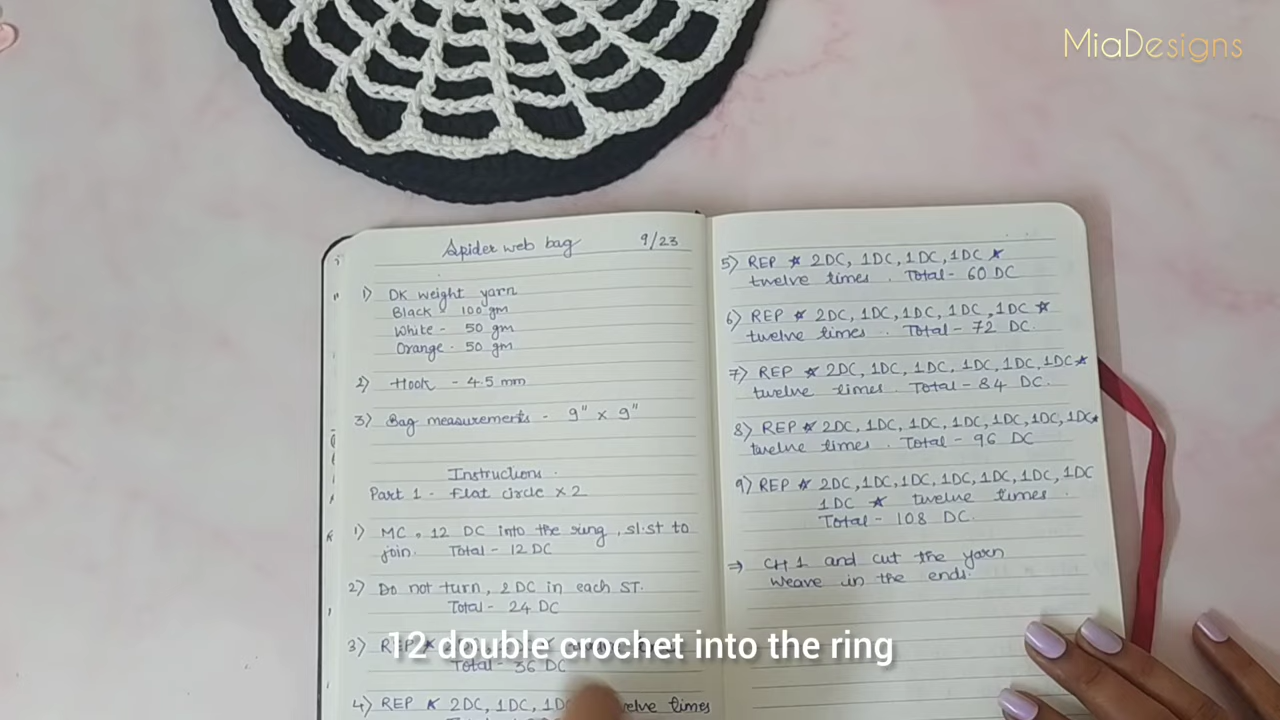 MiaDesigns
Spider web bag 9/23
1) DK weight yarn
Black - 100 gm
White - 50 gm
Orange - 50 gm
2) Hook - 4.5 mm
3) Bag measurements - 9" x 9"
Instructions.
Part 1 - Flat circle x 2
1) MC. 12 DC into the ring, sl.st to
join. Total - 12 DC
2) Do not turn, 2 DC in each ST.
Total - 24 DC
3) REP *
Total - 36 DC
4) REP * 2DC, 1DC, twelve times
5) REP * 2DC, 1DC, 1DC, 1DC *
twelve times. Total - 60 DC
6) REP * 2DC, 1DC, 1DC, 1DC, 1DC *
twelve times. Total - 72 DC.
7) REP * 2DC, 1DC, 1DC, 1DC, 1DC, 1DC *
twelve times. Total - 84 DC.
8) REP * 2DC, 1DC, 1DC, 1DC, 1DC, 1DC, 1DC *
twelve times. Total - 96 DC
9) REP * 2DC, 1DC, 1DC, 1DC, 1DC, 1DC, 1DC
1DC * twelve times.
Total - 108 DC.
⇒ CH 1 and cut the yarn
Weave in the ends.
12 double crochet into the ring